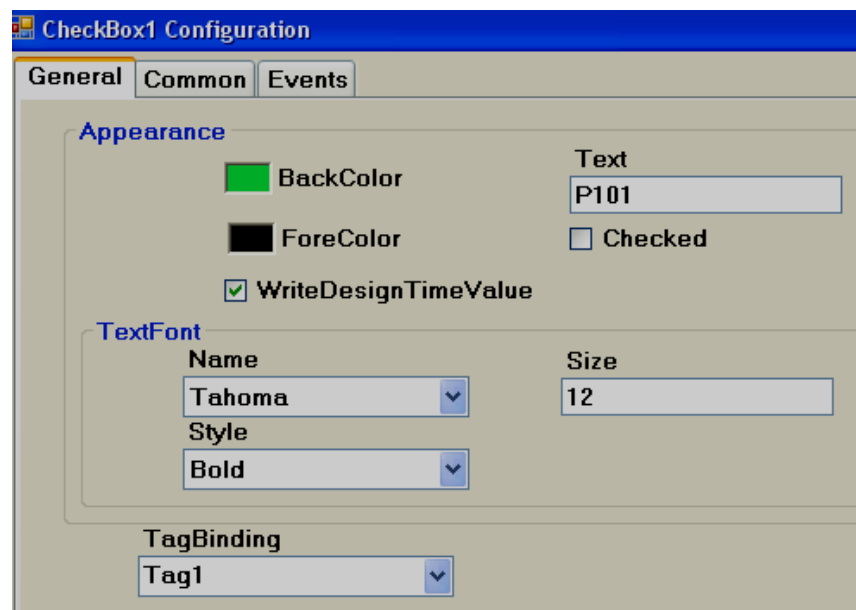 CheckBox1 Configuration
General Common Events
Appearance
BackColor
Text
P101
ForeColor
Checked
WriteDesignTimeValue
TextFont
Name
Size
Tahoma
12
Style
Bold
TagBinding
Tag1